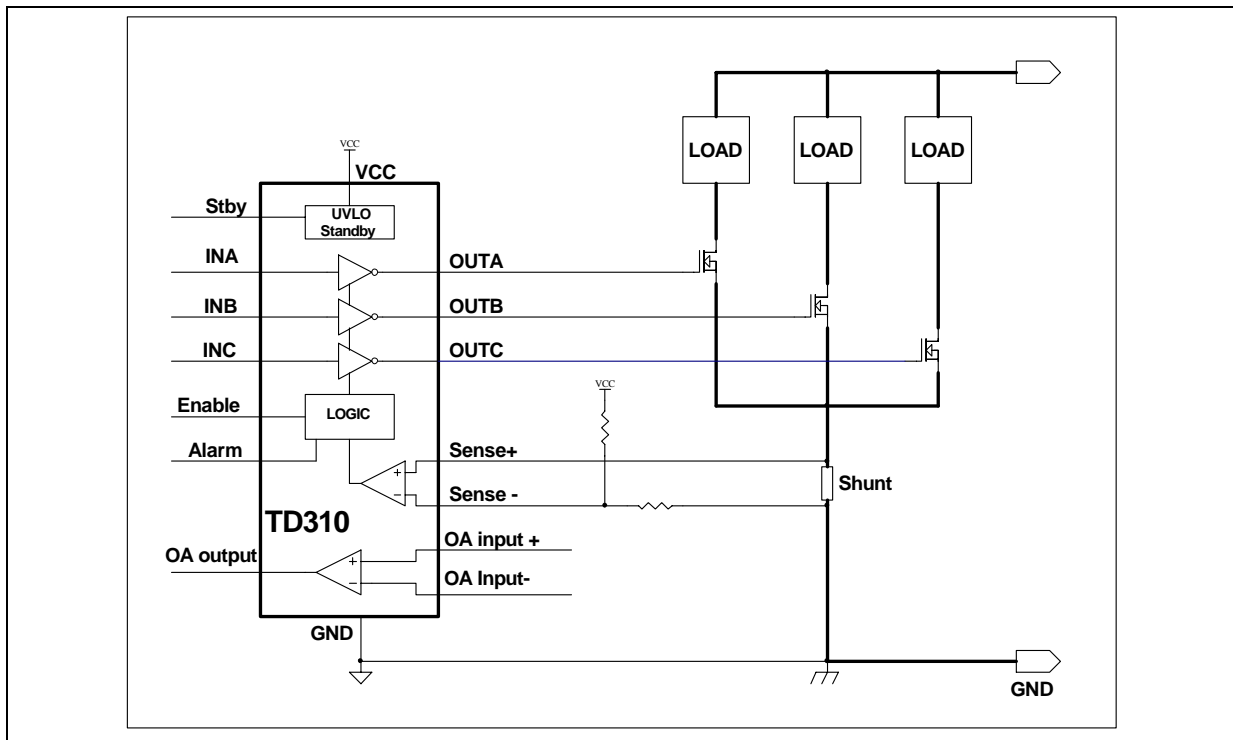 LOAD
LOAD
LOAD
VCC
VCC
Stby
UVLO
Standby
INA
OUTA
INB
OUTB
INC
OUTC
VCC
Enable
LOGIC
Alarm
Sense+
Sense -
Shunt
TD310
OA output
OA input +
OA Input-
GND
GND